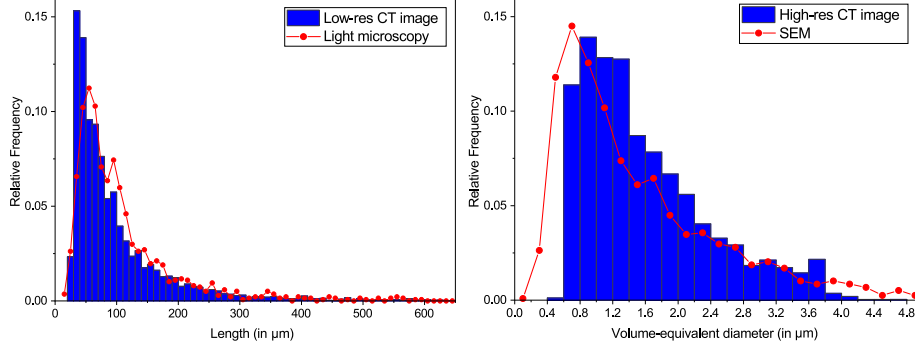 Low-res CT image
Light microscopy
0.15
0.10
0.05
0.00
Relative Frequency
0 100 200 300 400 500 600
Length (in µm)
High-res CT image
SEM
0.15
0.10
0.05
0.00
Relative Frequency
0.0 0.4 0.8 1.2 1.6 2.0 2.4 2.8 3.2 3.6 4.0 4.4 4.8
Volume-equivalent diameter (in µm)